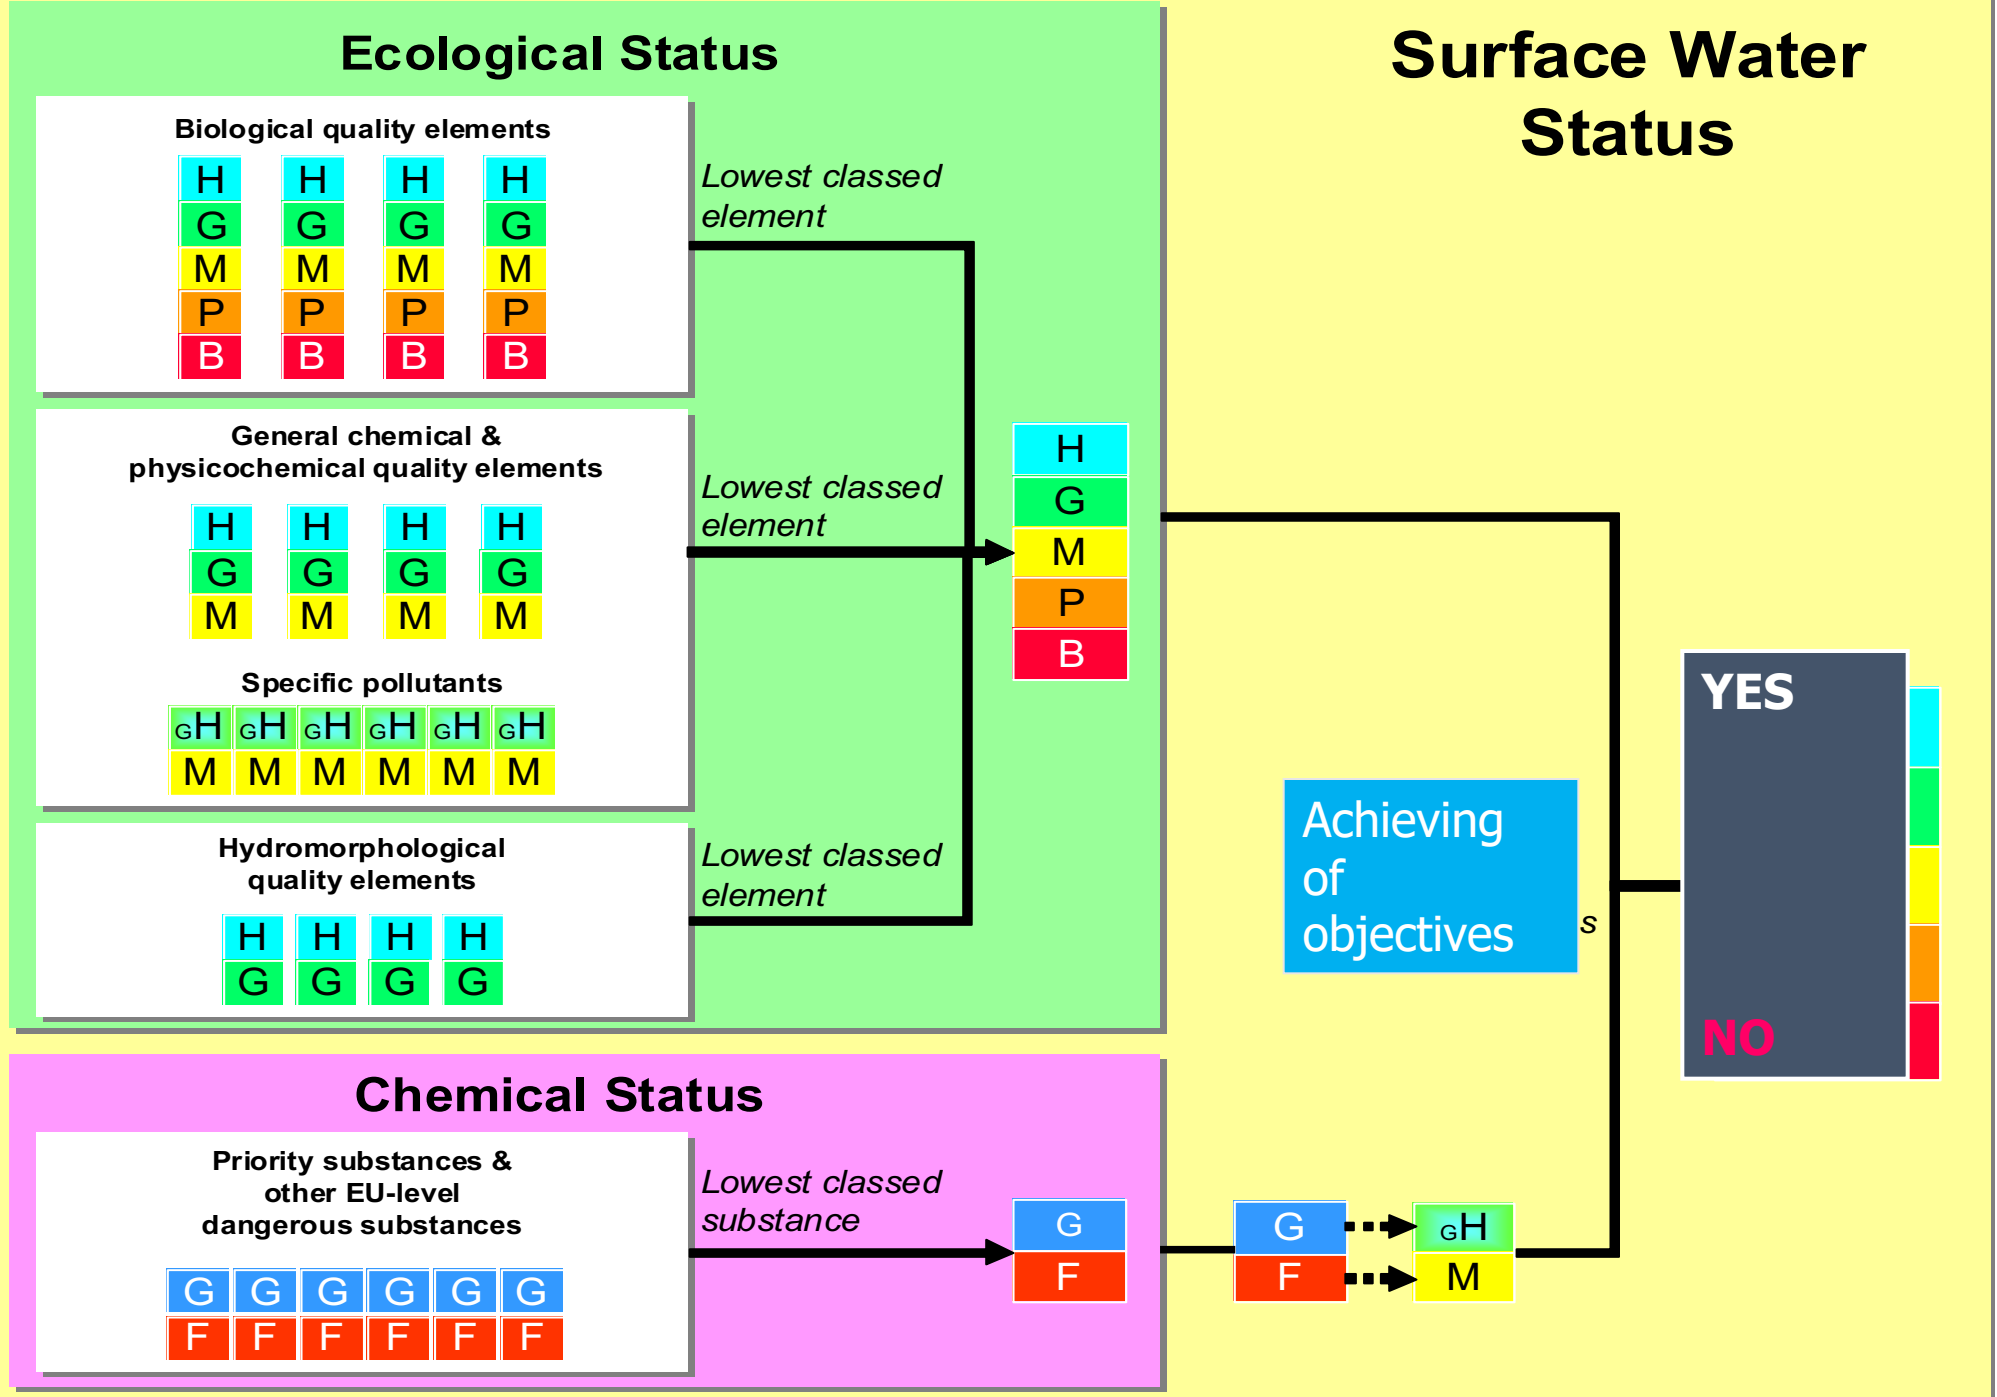 Ecological Status
Surface Water
Status
Biological quality elements
H H H H
G G G G
M M M M
P P P P
B B B B
Lowest classed
element
General chemical &
physicochemical quality elements
H H H H
G G G G
M M M M
Lowest classed
element
Specific pollutants
GH GH GH GH GH GH
M M M M M M
Hydromorphological
quality elements
H H H H
G G G G
Lowest classed
element
H
G
M
P
B
Achieving
of
objectives
s
YES
NO
Chemical Status
Priority substances &
other EU-level
dangerous substances
G G G G G G
F F F F F F
Lowest classed
substance
G
F
G
F
GH
M